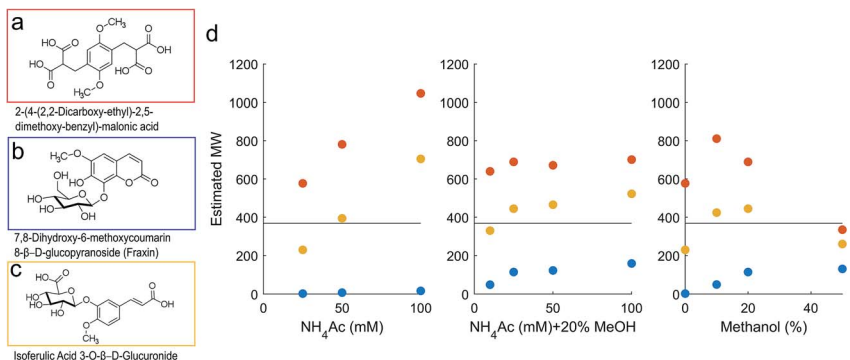 a
O
CH₃
O
OH
HO
O
OH
OH
HO
O
O
H₃C
O
2-(4-(2,2-Dicarboxy-ethyl)-2,5-
dimethoxy-benzyl)-malonic acid
b
H₃C
O
HO
O
O
HO
O
O
HO
HO
OH
7,8-Dihydroxy-6-methoxycoumarin
8-β–D-glucopyranoside (Fraxin)
c
HO
O
HO
O
O
O
OH
HO
OH
O
CH₃
Isoferulic Acid 3-O-β–D-Glucuronide
d
Estimated MW
1200
1000
800
600
400
200
0
0 50 100
NH₄Ac (mM)
1200
1000
800
600
400
200
0
0 50 100
NH₄Ac (mM)+20% MeOH
1200
1000
800
600
400
200
0
0 20 40
Methanol (%)